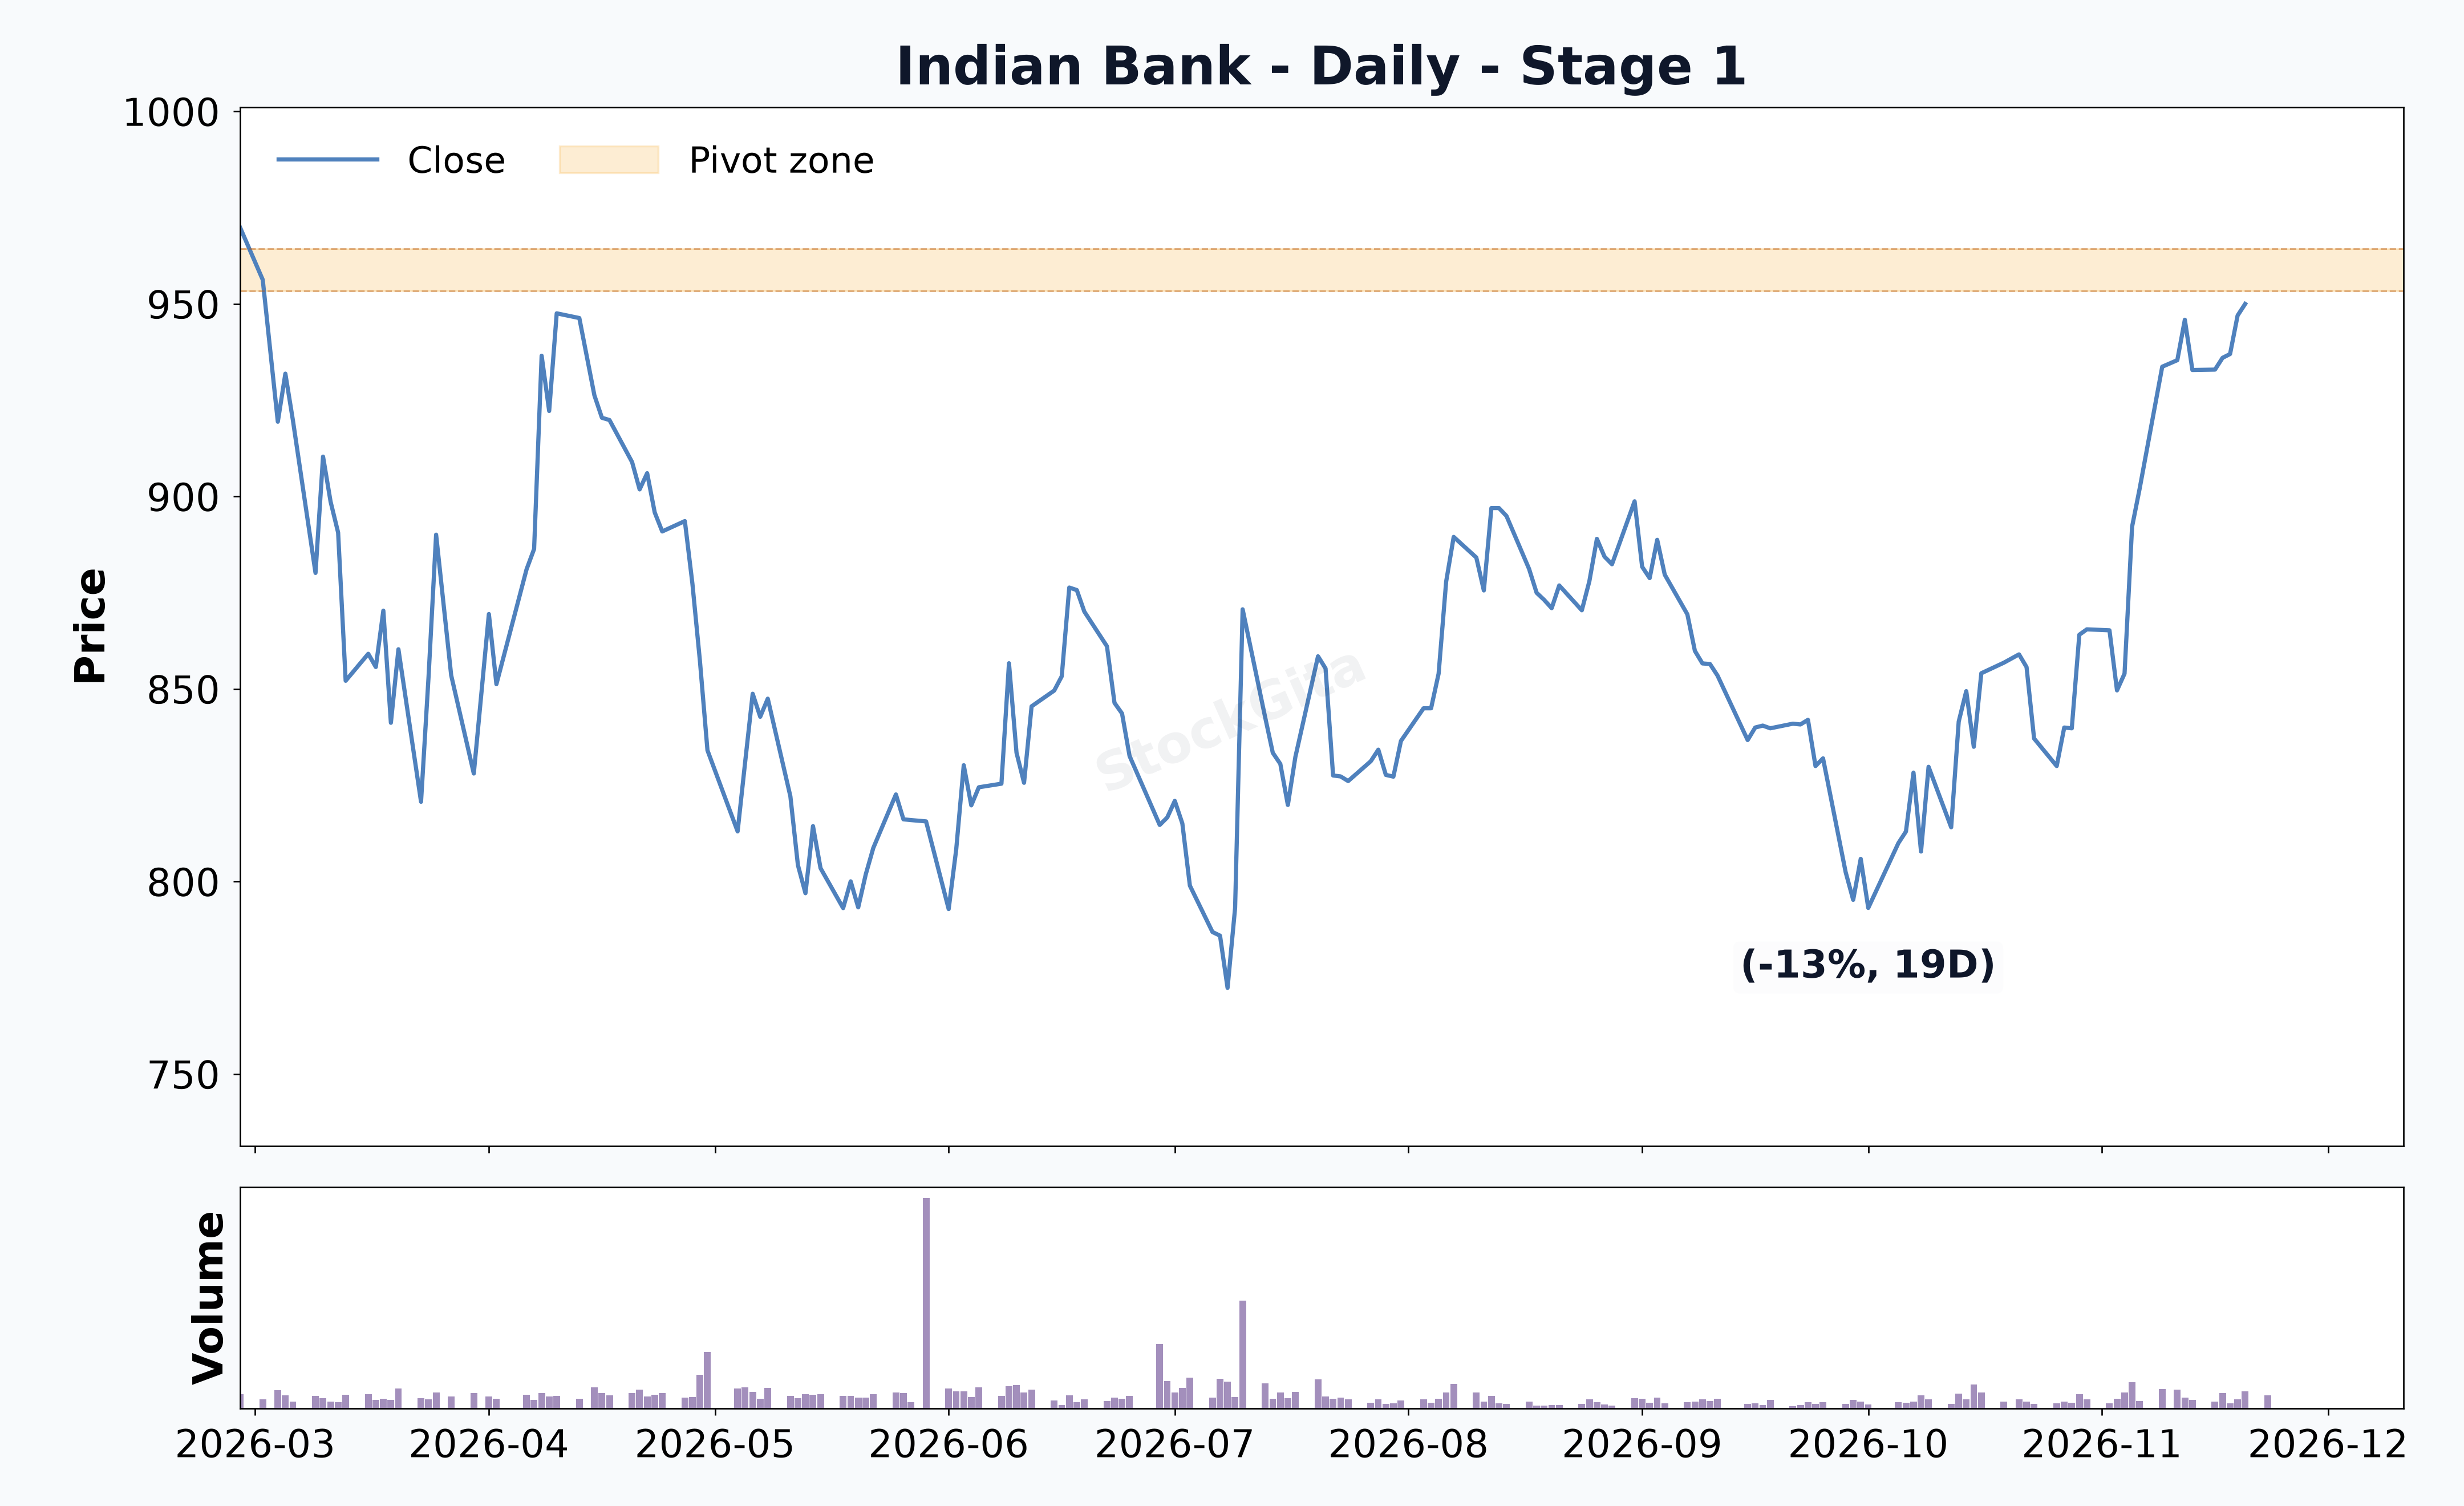 Indian Bank - Daily - Stage 1
1000
950
900
850
800
750
Price
Close
Pivot zone
StockGita
(-13%, 19D)
Volume
2026-03
2026-04
2026-05
2026-06
2026-07
2026-08
2026-09
2026-10
2026-11
2026-12